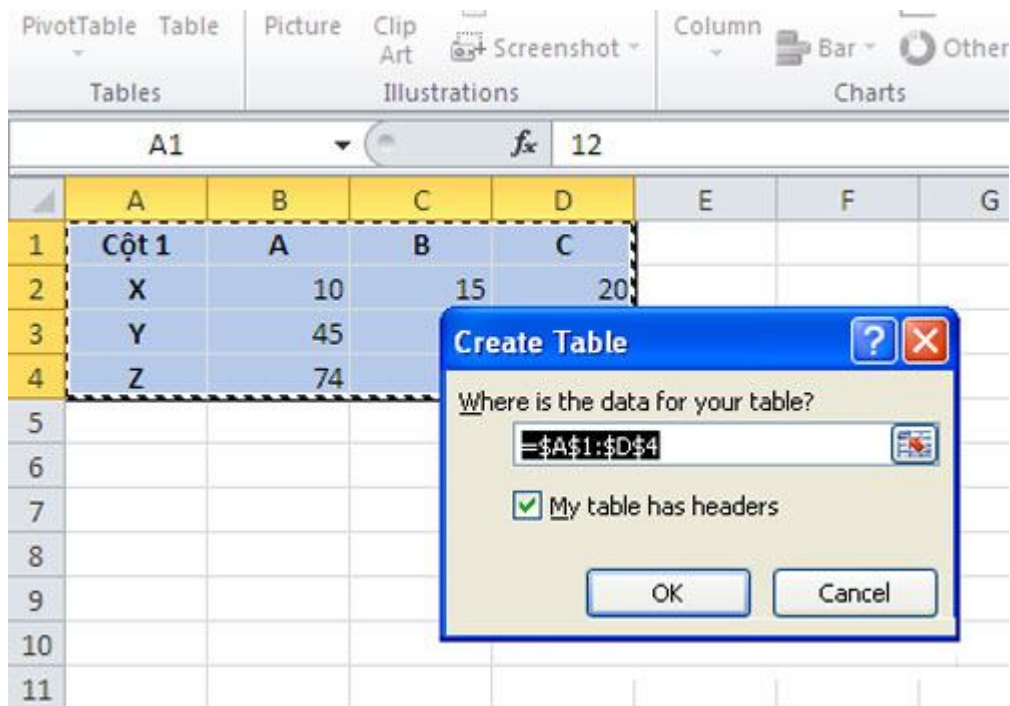 PivotTable Table Picture Clip Art Screenshot Column Bar Other
Tables Illustrations Charts
A1 fx 12
A B C D E F G
1 Cột 1 A B C
2 X 10 15 20
3 Y 45
4 Z 74
5
6
7
8
9
10
11
Create Table
Where is the data for your table?
=$A$1:$D$4
My table has headers
OK Cancel